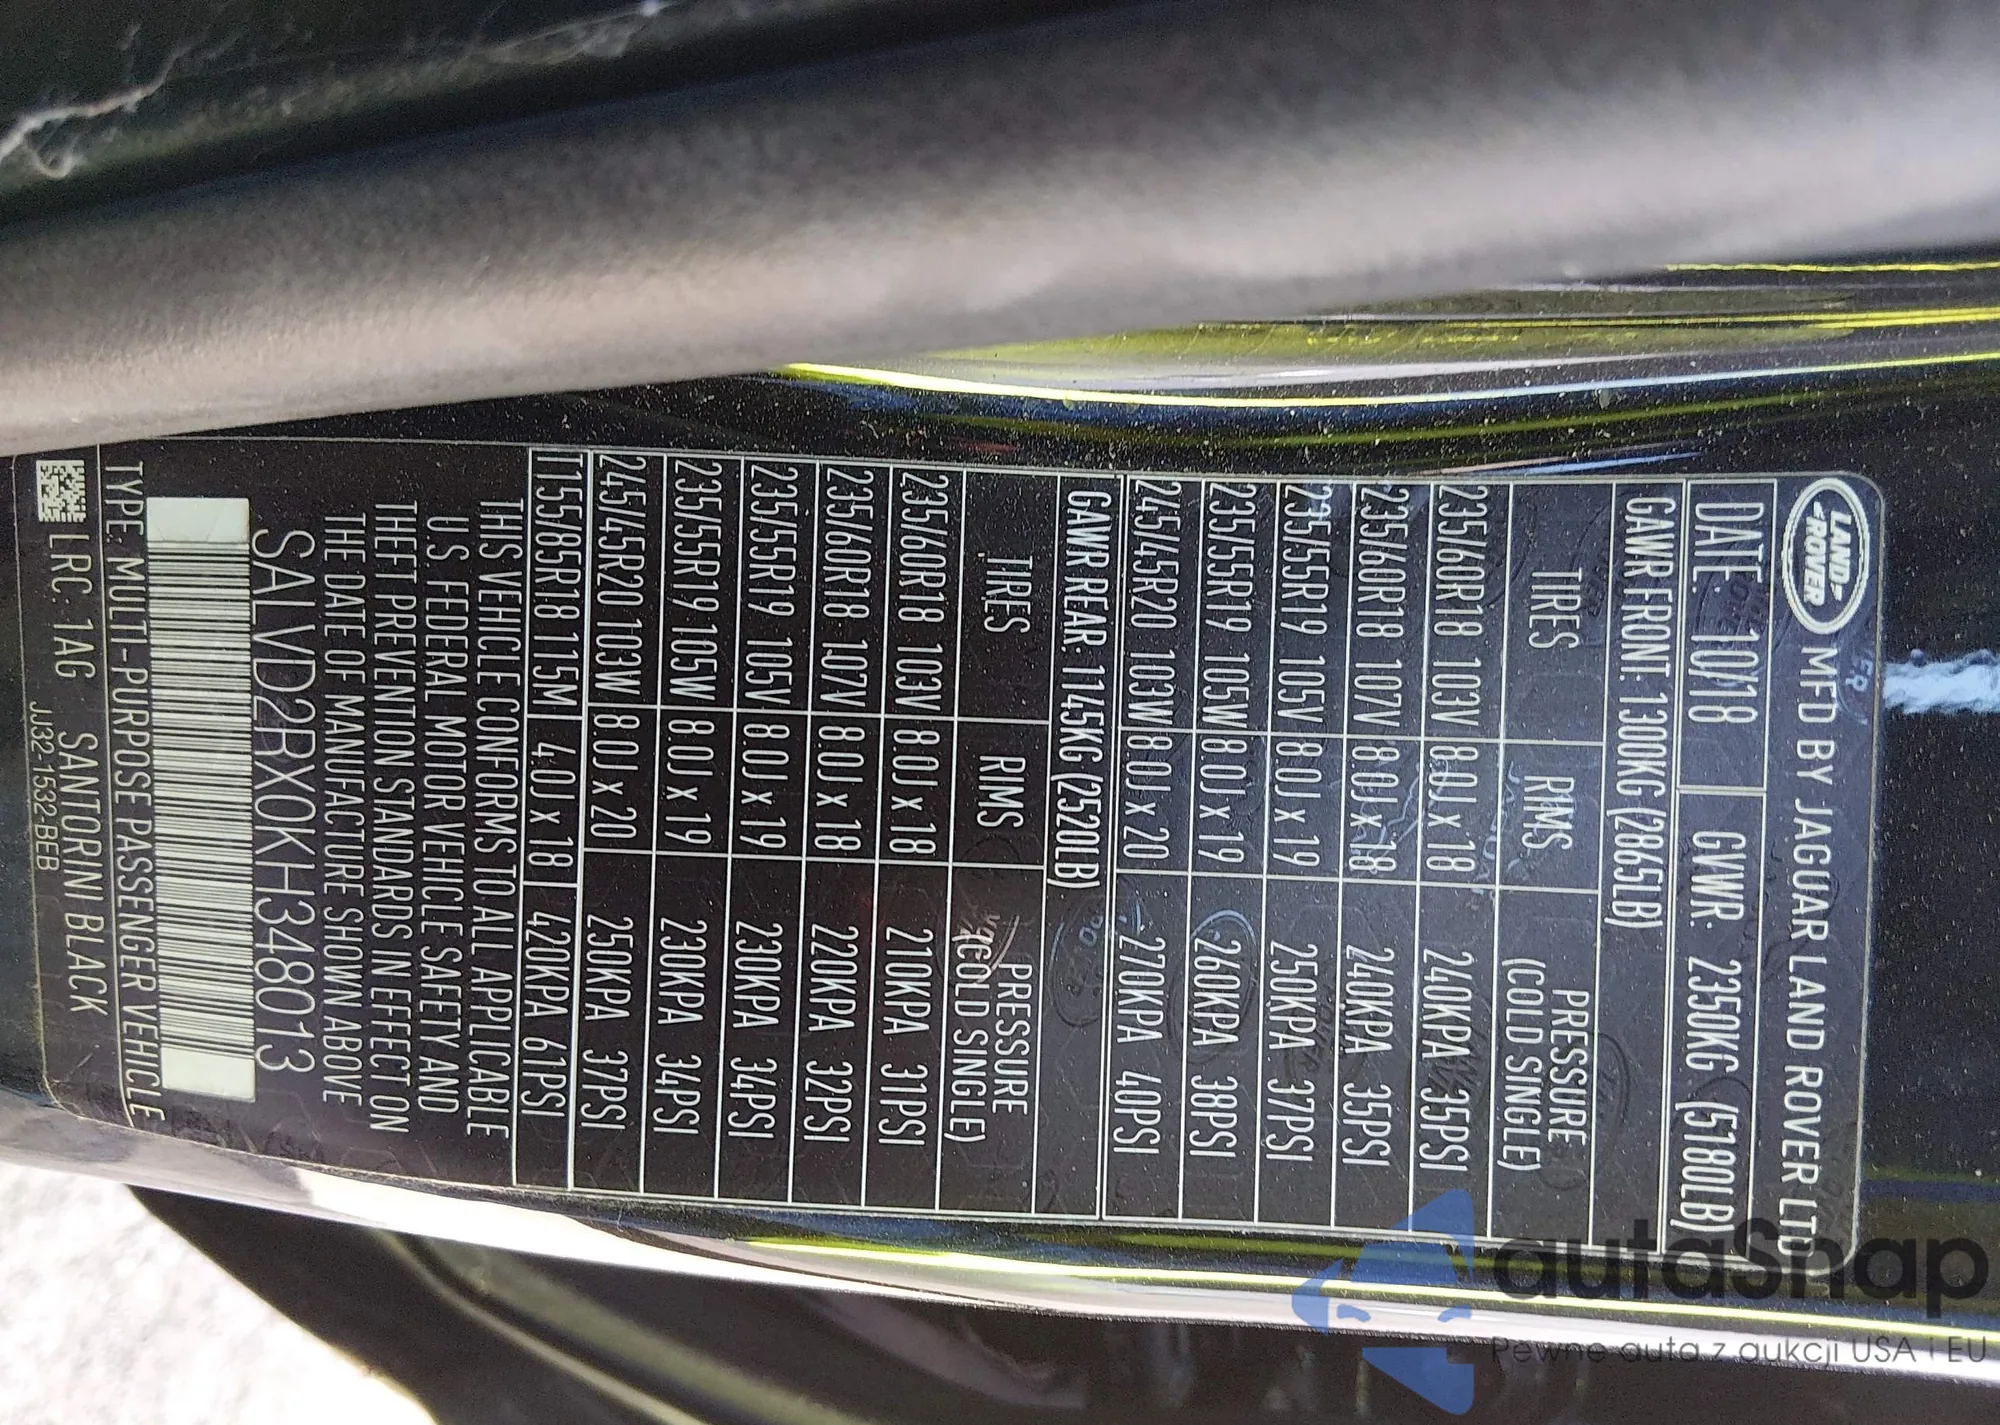 LAND-ROVER MFD BY JAGUAR LAND ROVER LTD
DATE: 10/18 GVWR: 2350KG (5180LB)
GAWR FRONT: 1300KG (2865LB)
TIRES RIMS PRESSURE (COLD SINGLE)
235/60R18 103V 8.0J x 18 240KPA 35PSI
235/60R18 107V 8.0J x 18 240KPA 35PSI
235/55R19 105V 8.0J x 19 250KPA 37PSI
235/55R19 105W 8.0J x 19 260KPA 38PSI
245/45R20 103W 8.0J x 20 270KPA 40PSI
GAWR REAR: 1145KG (2520LB)
TIRES RIMS PRESSURE (COLD SINGLE)
235/60R18 103V 8.0J x 18 210KPA 31PSI
235/60R18 107V 8.0J x 18 220KPA 32PSI
235/55R19 105V 8.0J x 19 230KPA 34PSI
235/55R19 105W 8.0J x 19 230KPA 34PSI
245/45R20 103W 8.0J x 20 250KPA 37PSI
T155/85R18 115M 4.0J x 18 420KPA 61PSI
THIS VEHICLE CONFORMS TO ALL APPLICABLE
U.S. FEDERAL MOTOR VEHICLE SAFETY AND
THEFT PREVENTION STANDARDS IN EFFECT ON
THE DATE OF MANUFACTURE SHOWN ABOVE
SALVD2RX0KH348013
TYPE: MULTI-PURPOSE PASSENGER VEHICLE
LRC: 1AG SANTORINI BLACK
JJ32-1532-BEB
autaSnap
Pewne auta z aukcji USA i EU